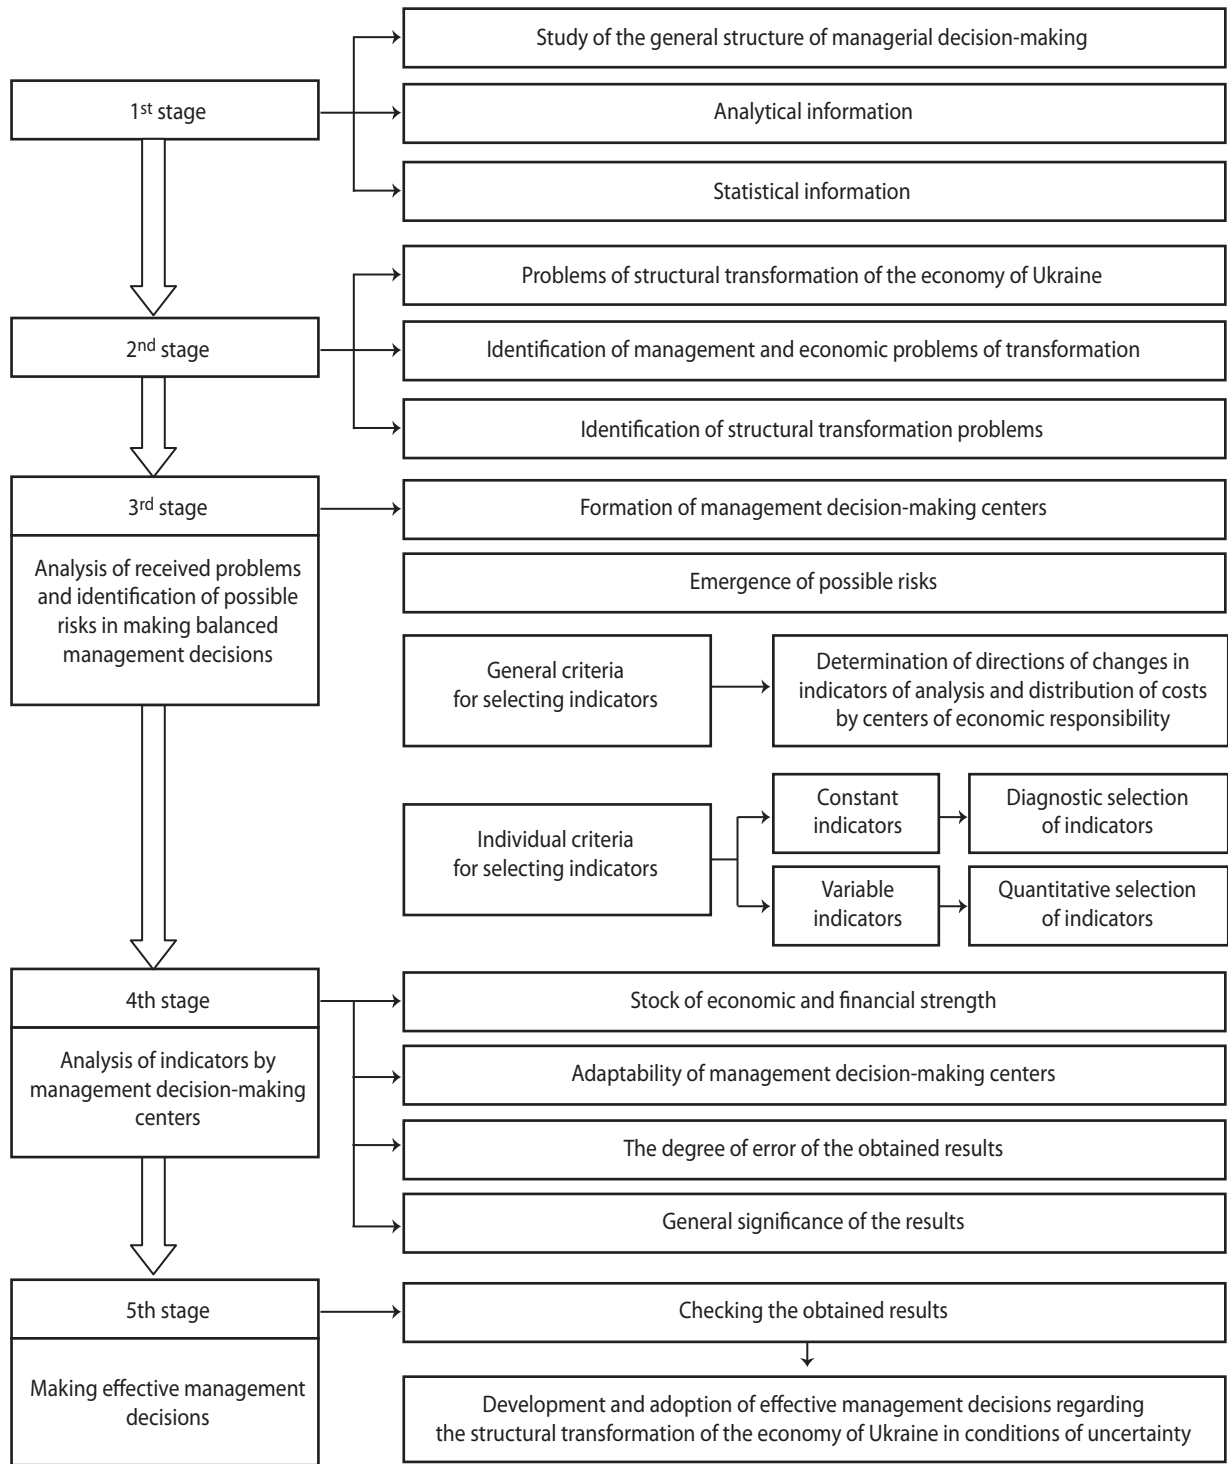 Study of the general structure of managerial decision-making
1st stage
Analytical information
Statistical information
Problems of structural transformation of the economy of Ukraine
2nd stage
Identification of management and economic problems of transformation
Identification of structural transformation problems
3rd stage
Formation of management decision-making centers
Analysis of received problems
and identification of possible
risks in making balanced
management decisions
Emergence of possible risks
General criteria
for selecting indicators
Determination of directions of changes in
indicators of analysis and distribution of costs
by centers of economic responsibility
Individual criteria
for selecting indicators
Constant
indicators
Diagnostic selection
of indicators
Variable
indicators
Quantitative selection
of indicators
4th stage
Stock of economic and financial strength
Analysis of indicators by
management decision-making
centers
Adaptability of management decision-making centers
The degree of error of the obtained results
General significance of the results
5th stage
Checking the obtained results
Making effective management
decisions
Development and adoption of effective management decisions regarding
the structural transformation of the economy of Ukraine in conditions of uncertainty